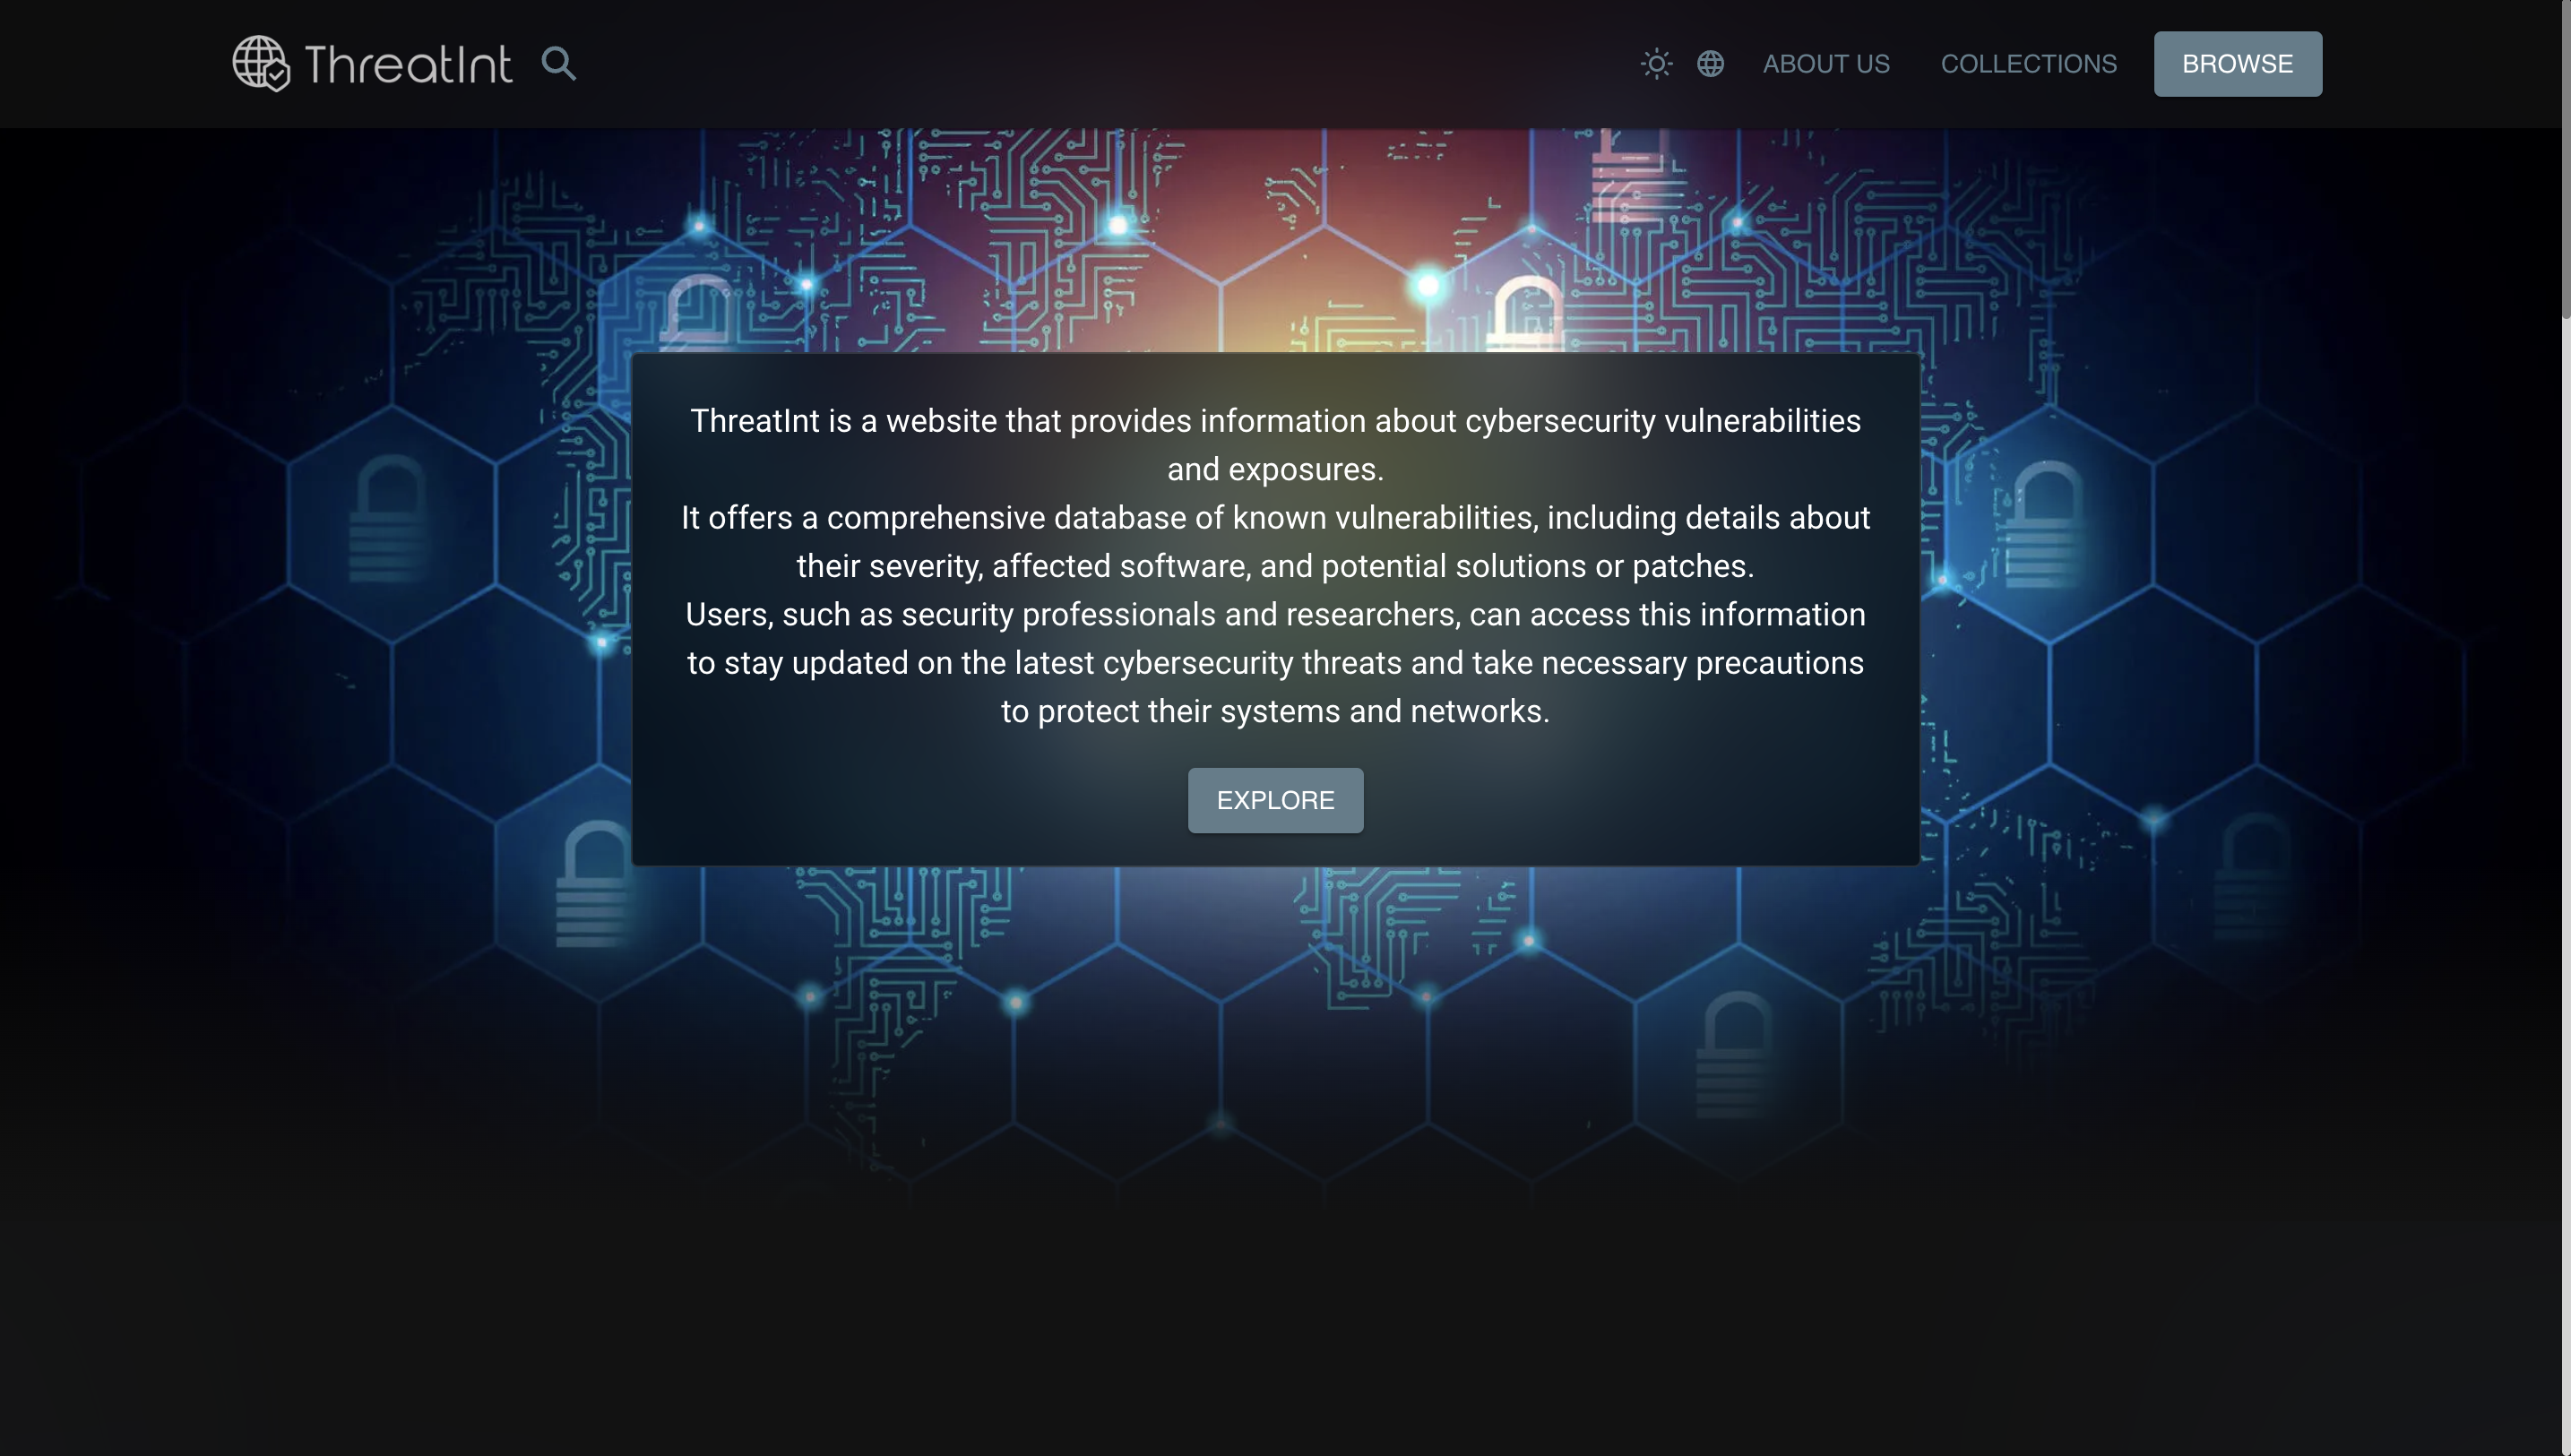 ThreatInt
ABOUT US
COLLECTIONS
BROWSE
ThreatInt is a website that provides information about cybersecurity vulnerabilities
and exposures.
It offers a comprehensive database of known vulnerabilities, including details about
their severity, affected software, and potential solutions or patches.
Users, such as security professionals and researchers, can access this information
to stay updated on the latest cybersecurity threats and take necessary precautions
to protect their systems and networks.
EXPLORE